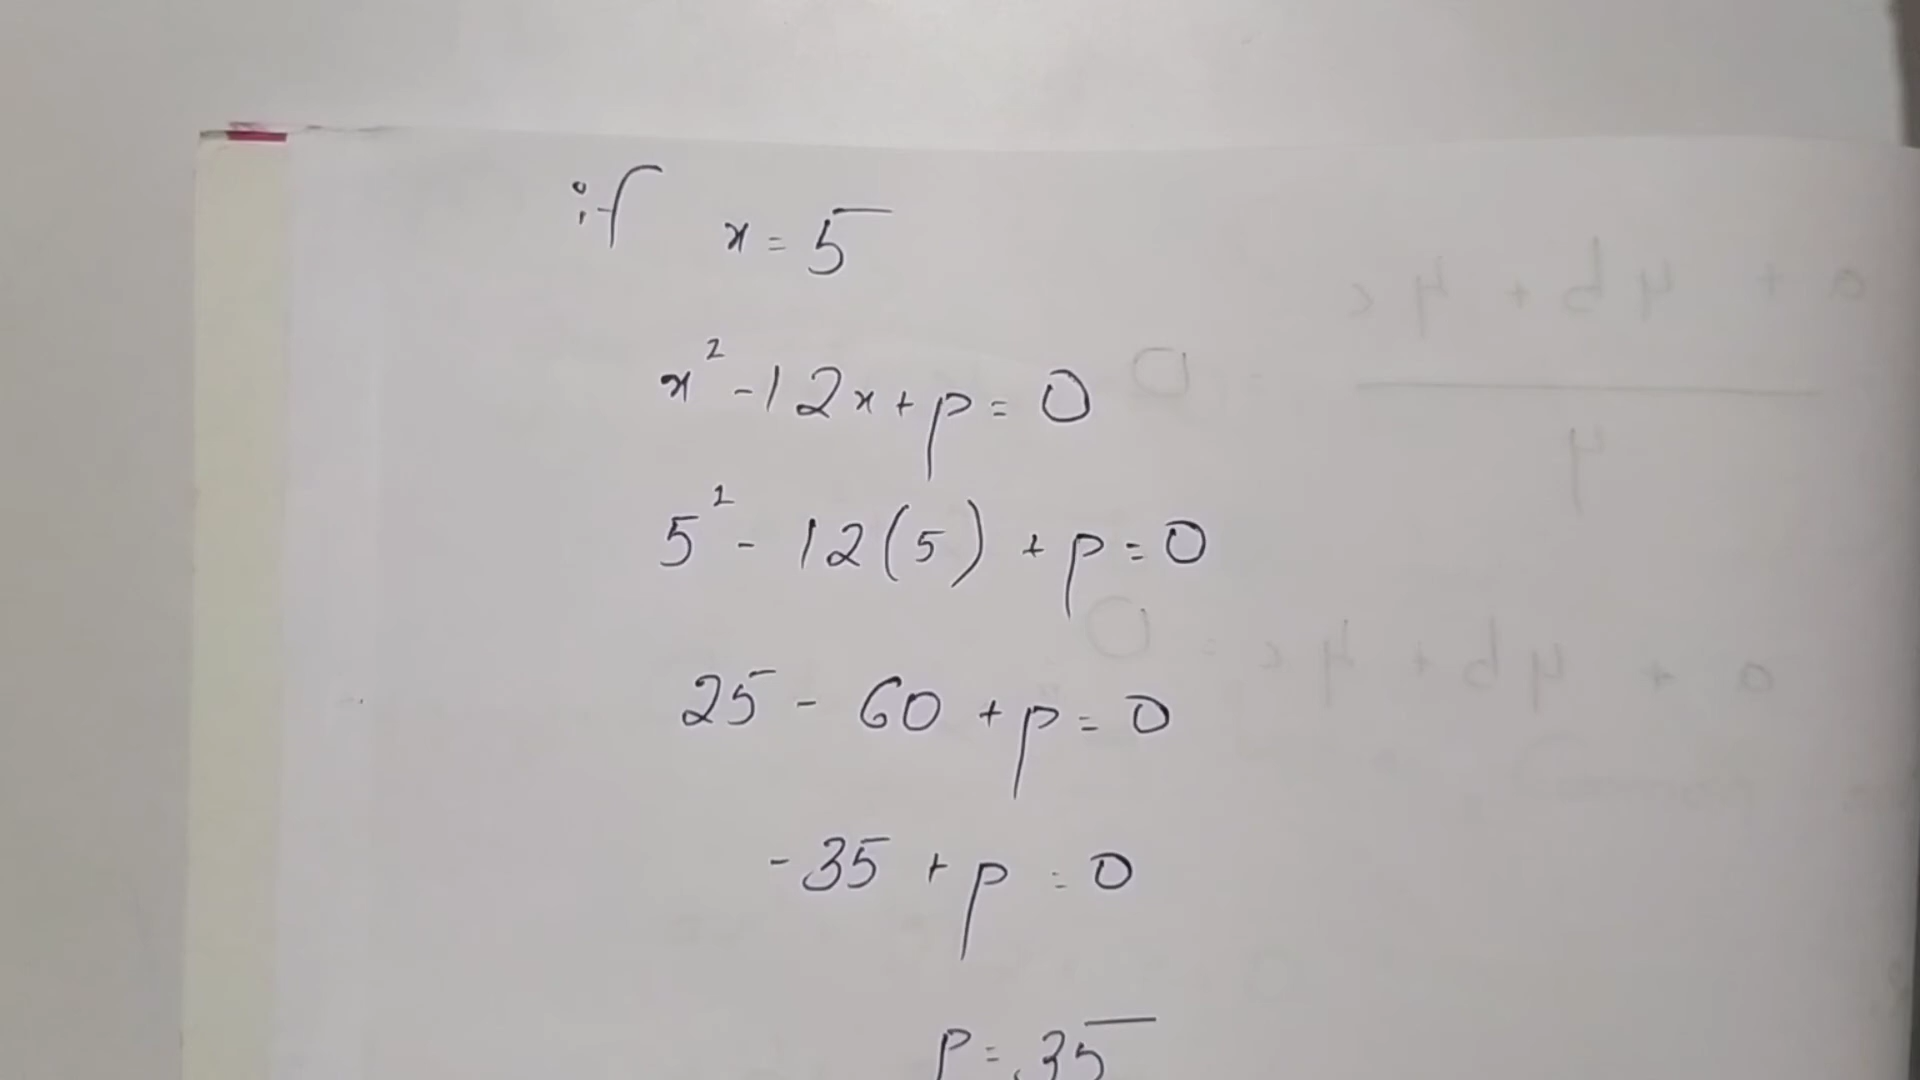 if x = 5
x² - 12x + p = 0
5² - 12(5) + p = 0
25 - 60 + p = 0
-35 + p = 0
p = 35